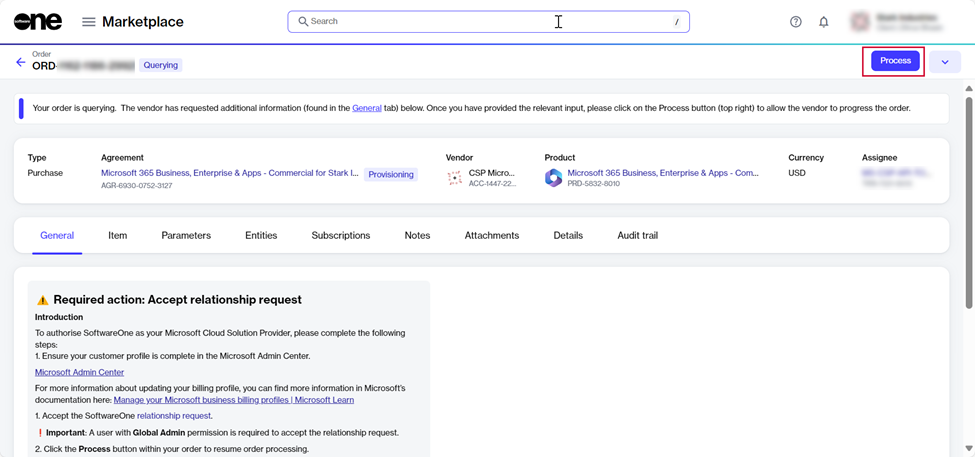 software
one
Marketplace
Search
/
Order
ORD-
Querying
Process
Your order is querying. The vendor has requested additional information (found in the General tab) below. Once you have provided the relevant input, please click on the Process button (top right) to allow the vendor to progress the order.
Type
Agreement
Vendor
Product
Currency
Assignee
Purchase
Microsoft 365 Business, Enterprise & Apps - Commercial for Stark I...
AGR-6930-0752-3127
Provisioning
CSP Micro...
ACC-1447-22...
Microsoft 365 Business, Enterprise & Apps - Com...
PRD-5832-8010
USD
General
Item
Parameters
Entities
Subscriptions
Notes
Attachments
Details
Audit trail
Required action: Accept relationship request
Introduction
To authorise SoftwareOne as your Microsoft Cloud Solution Provider, please complete the following
steps:
1. Ensure your customer profile is complete in the Microsoft Admin Center.
Microsoft Admin Center
For more information about updating your billing profile, you can find more information in Microsoft's
documentation here: Manage your Microsoft business billing profiles | Microsoft Learn
1. Accept the SoftwareOne relationship request.
❗ Important: A user with Global Admin permission is required to accept the relationship request.
2. Click the Process button within your order to resume order processing.